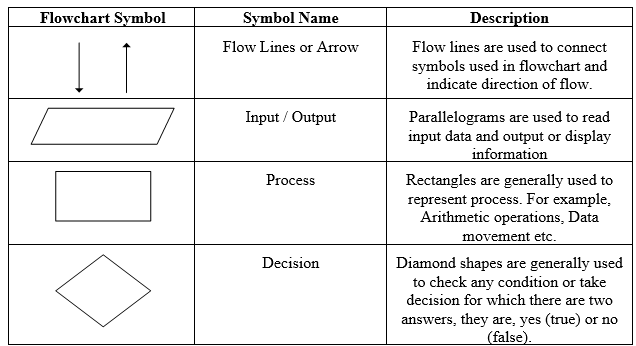 Flowchart Symbol Symbol Name Description
Flow Lines or Arrow
Flow lines are used to connect
symbols used in flowchart and
indicate direction of flow.
Input / Output
Parallelograms are used to read
input data and output or display
information
Process
Rectangles are generally used to
represent process. For example,
Arithmetic operations, Data
movement etc.
Decision
Diamond shapes are generally used
to check any condition or take
decision for which there are two
answers, they are, yes (true) or no
(false).